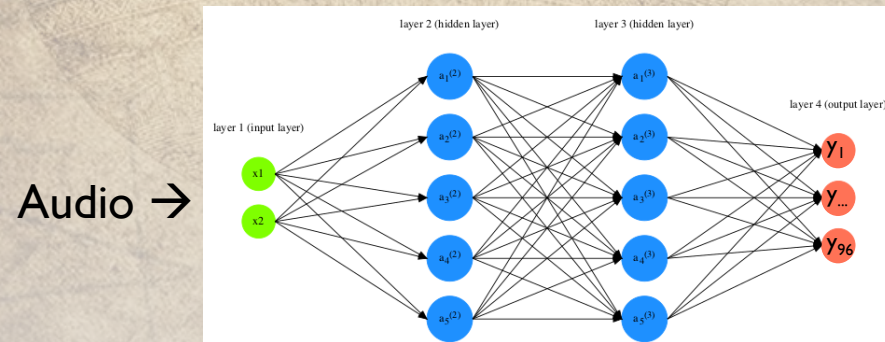 layer 2 (hidden layer)
layer 3 (hidden layer)
layer 4 (output layer)
layer 1 (input layer)
Audio →
x1
x2
a₁⁽²⁾
a₂⁽²⁾
a₃⁽²⁾
a₄⁽²⁾
a₅⁽²⁾
a₁⁽³⁾
a₂⁽³⁾
a₃⁽³⁾
a₄⁽³⁾
a₅⁽³⁾
y₁
y...
y₉₆